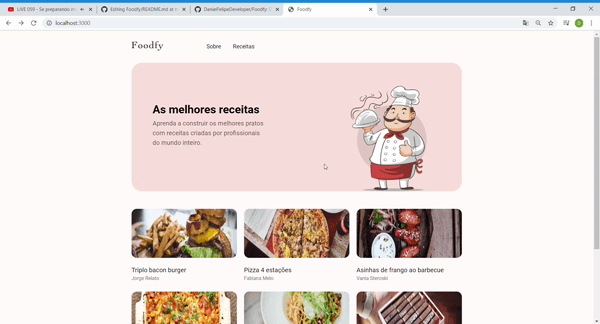 LIVE 059 - Se preparando
Editing Foodfy/README.md at
DanielFelipeDeveloper/Foodfy
Foodfy
localhost:3000
Foodfy
Sobre
Receitas
As melhores receitas
Aprenda a construir os melhores pratos
com receitas criadas por profissionais
do mundo inteiro.
Triplo bacon burger
Jorge Relato
Pizza 4 estações
Fabiana Melo
Asinhas de frango ao barbecue
Vania Steroski